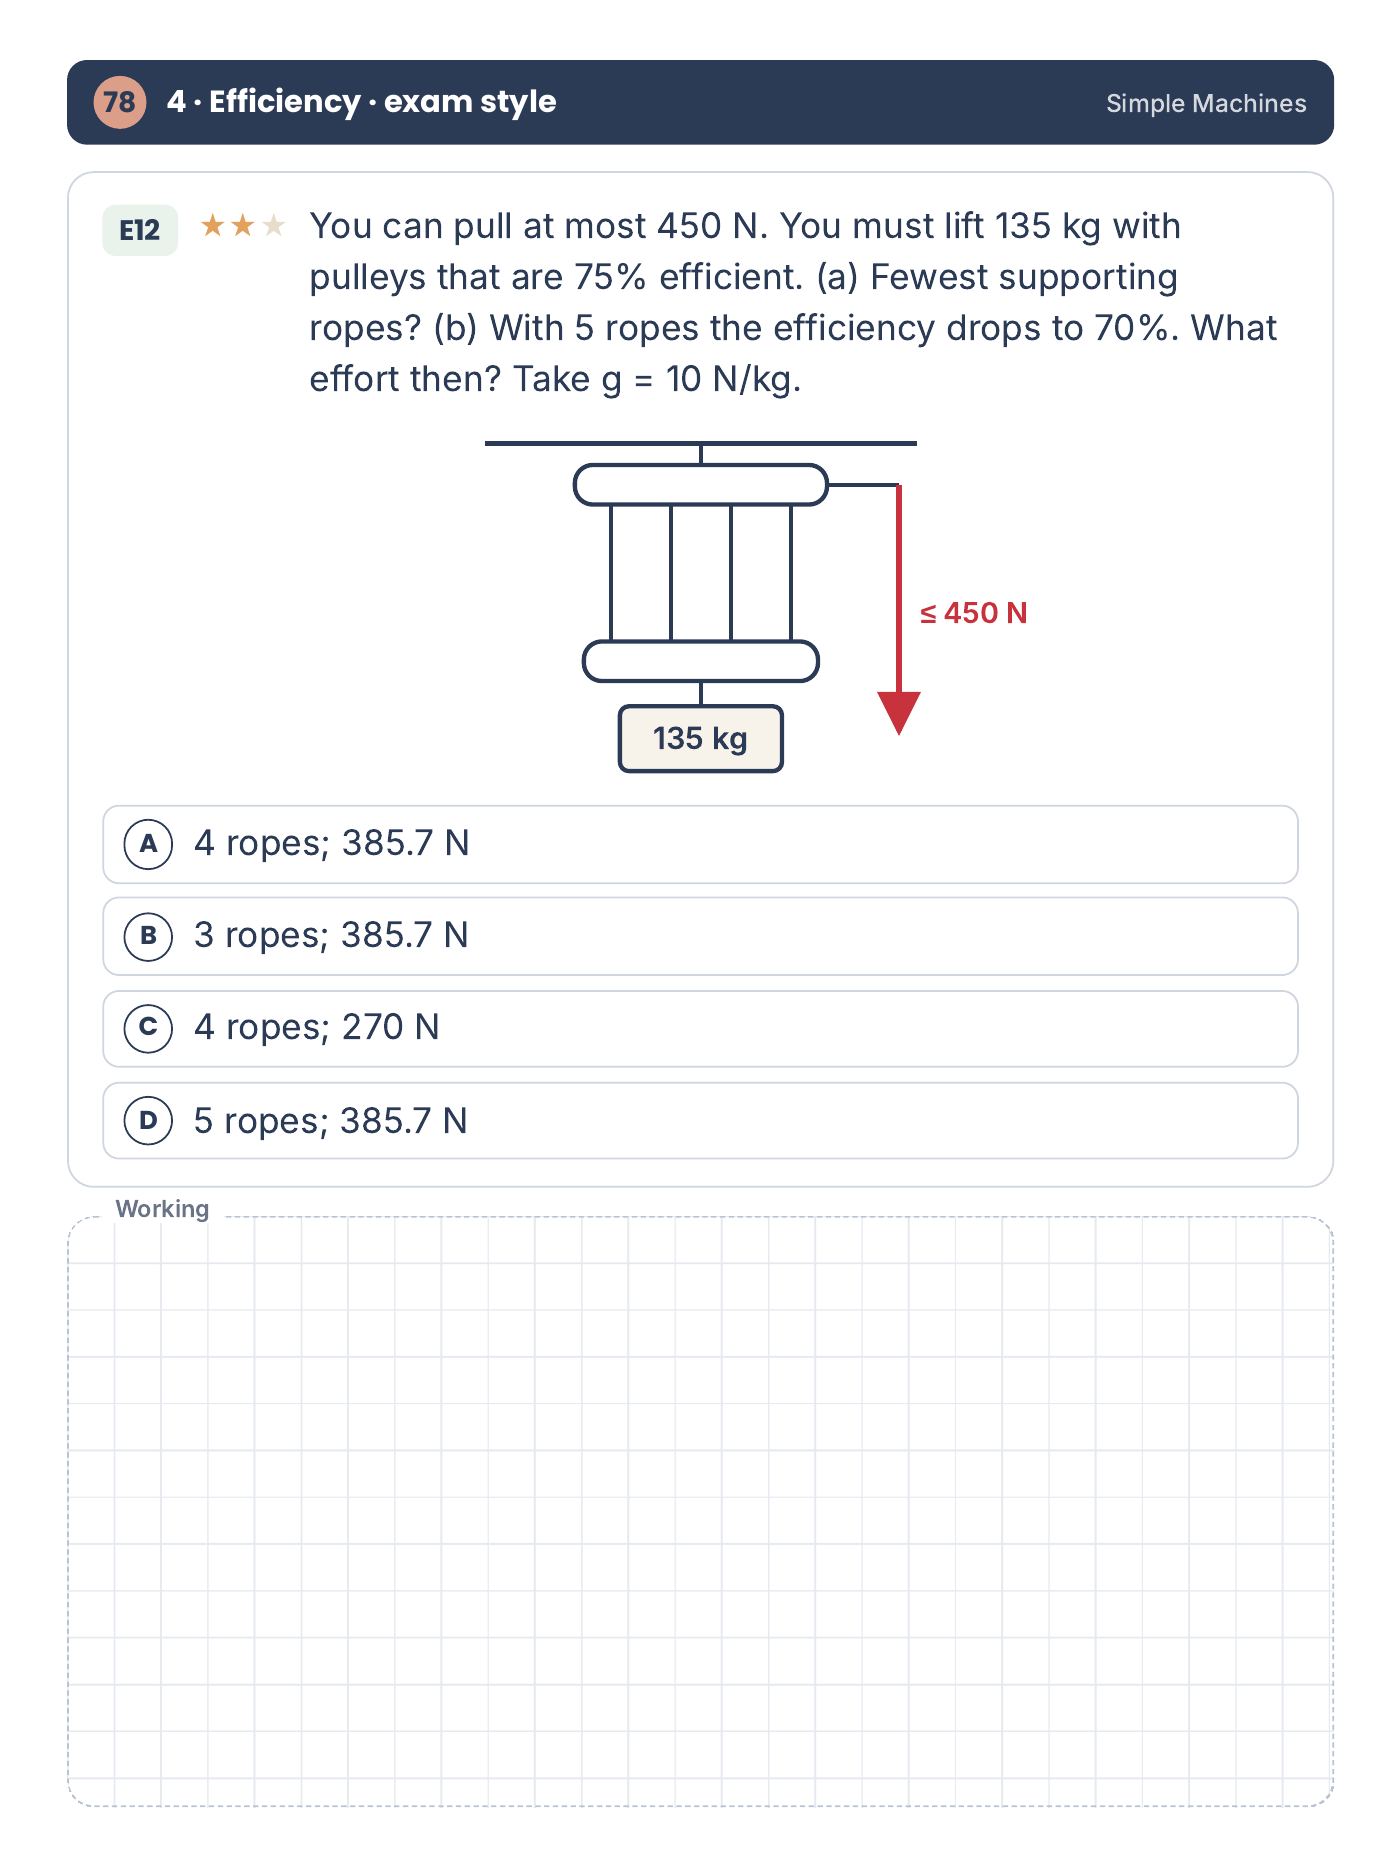 78 4 · Efficiency · exam style Simple Machines
E12 ★★★ You can pull at most 450 N. You must lift 135 kg with
pulleys that are 75% efficient. (a) Fewest supporting
ropes? (b) With 5 ropes the efficiency drops to 70%. What
effort then? Take g = 10 N/kg.
≤ 450 N
135 kg
A 4 ropes; 385.7 N
B 3 ropes; 385.7 N
C 4 ropes; 270 N
D 5 ropes; 385.7 N
Working